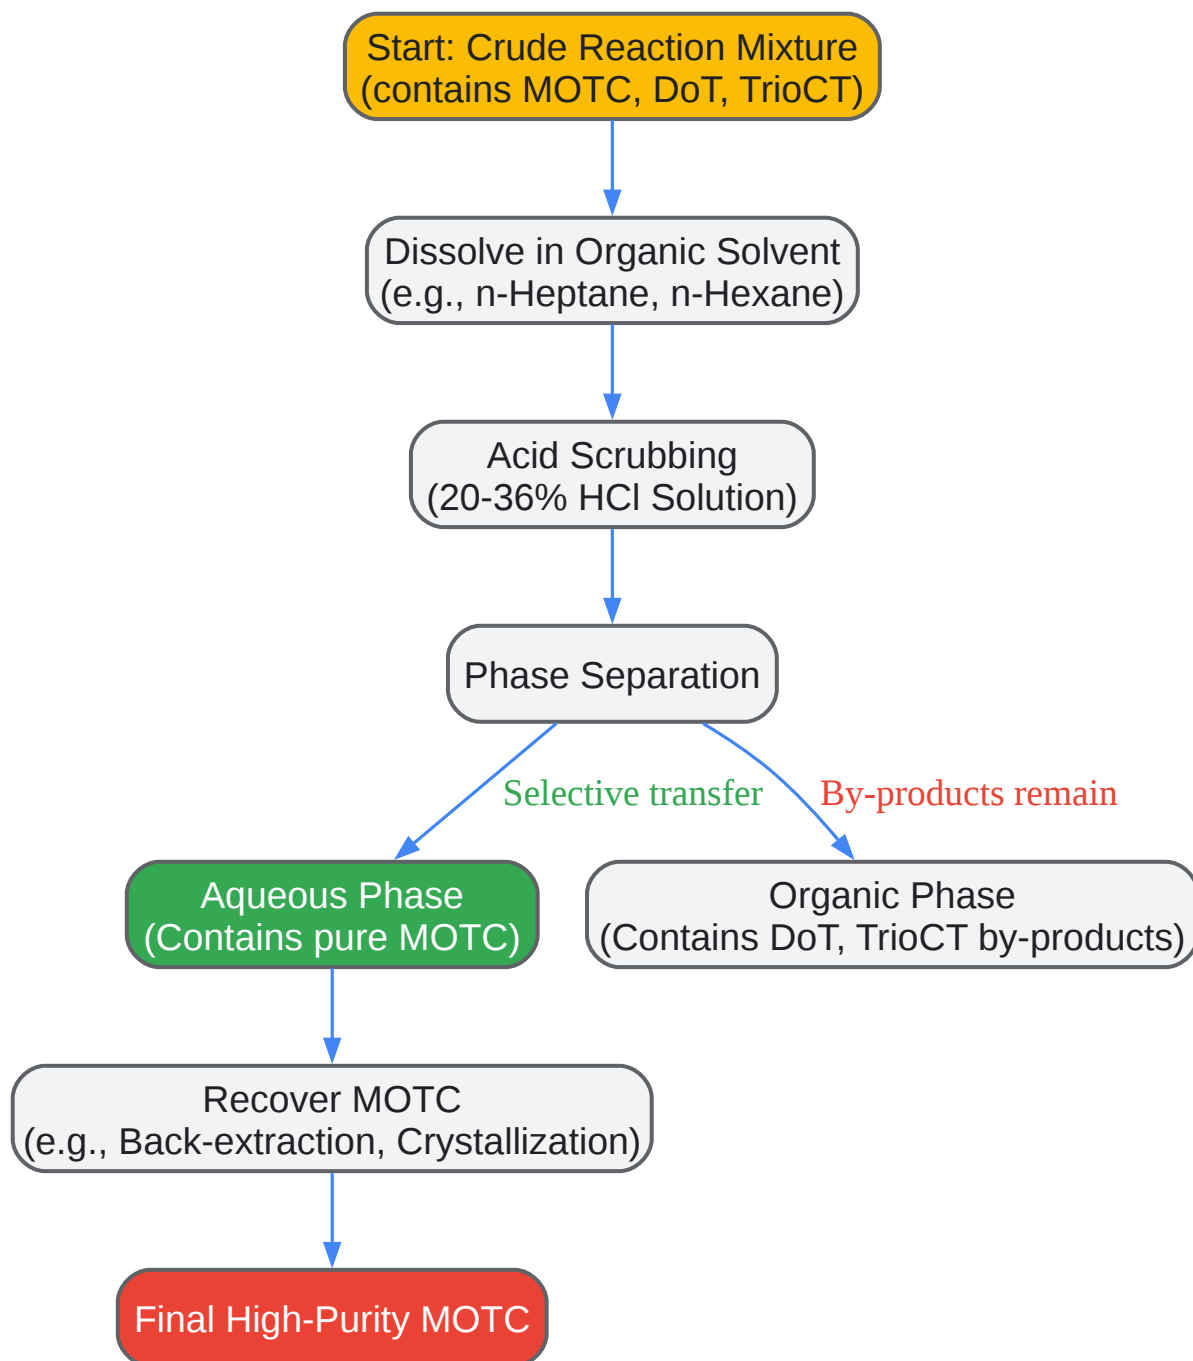 Start: Crude Reaction Mixture
(contains MOTC, DoT, TrioCT)
Dissolve in Organic Solvent
(e.g., n-Heptane, n-Hexane)
Acid Scrubbing
(20-36% HCl Solution)
Phase Separation
Selective transfer
By-products remain
Aqueous Phase
(Contains pure MOTC)
Organic Phase
(Contains DoT, TrioCT by-products)
Recover MOTC
(e.g., Back-extraction, Crystallization)
Final High-Purity MOTC